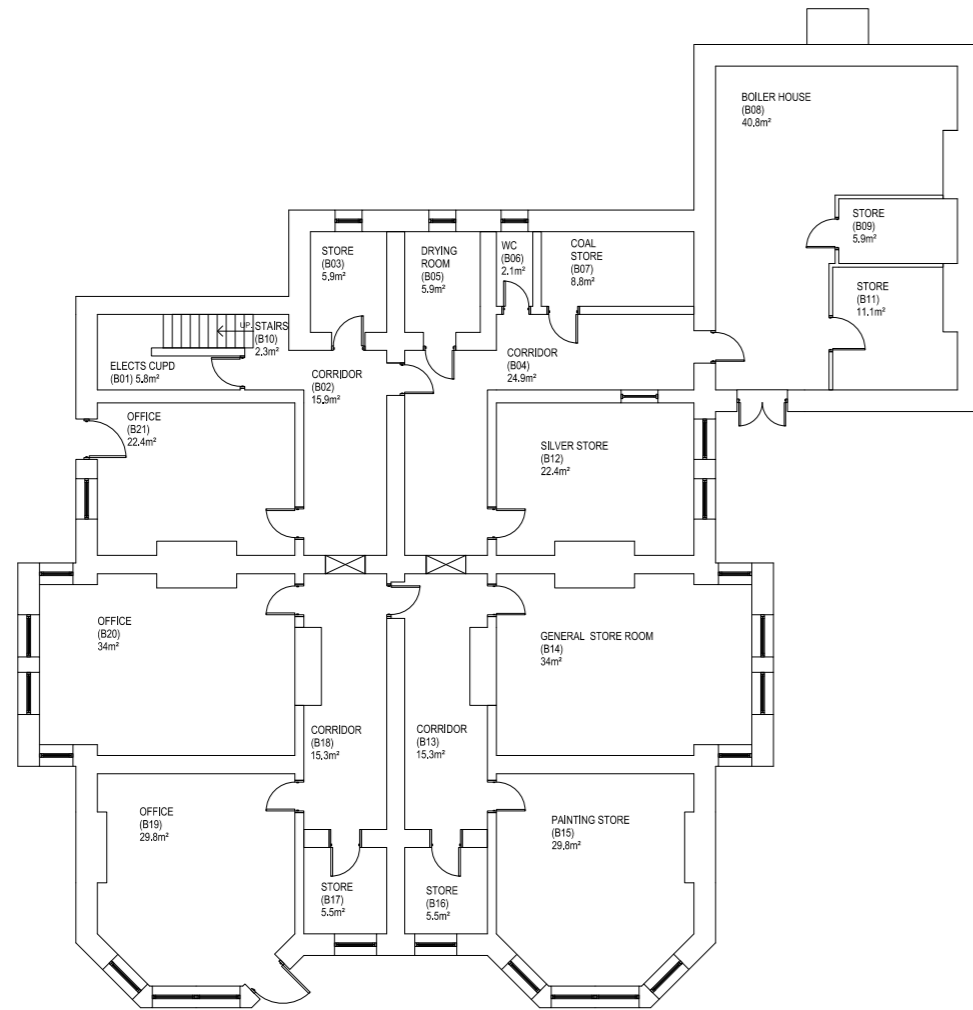 BOILER HOUSE
(B08)
40.8m²
STORE
(B09)
5.9m²
STORE
(B11)
11.1m²
STORE
(B03)
5.9m²
DRYING
ROOM
(B05)
5.9m²
WC
(B06)
2.1m²
COAL
STORE
(B07)
8.8m²
UP
STAIRS
(B10)
2.3m²
ELECTS CUPD
(B01) 5.8m²
CORRIDOR
(B02)
15.9m²
CORRIDOR
(B04)
24.9m²
OFFICE
(B21)
22.4m²
SILVER STORE
(B12)
22.4m²
OFFICE
(B20)
34m²
GENERAL STORE ROOM
(B14)
34m²
CORRIDOR
(B18)
15.3m²
CORRIDOR
(B13)
15.3m²
OFFICE
(B19)
29.8m²
PAINTING STORE
(B15)
29.8m²
STORE
(B17)
5.5m²
STORE
(B16)
5.5m²